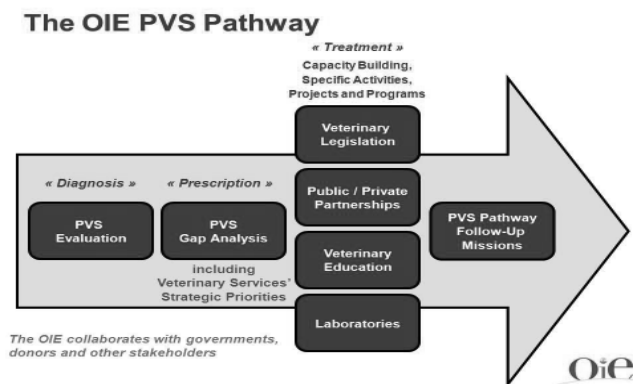 The OIE PVS Pathway
« Treatment »
Capacity Building,
Specific Activities,
Projects and Programs
Veterinary
Legislation
« Diagnosis »
« Prescription »
Public / Private
Partnerships
PVS
Evaluation
PVS
Gap Analysis
PVS Pathway
Follow-Up
Missions
including
Veterinary Services'
Strategic Priorities
Veterinary
Education
Laboratories
The OIE collaborates with governments,
donors and other stakeholders
Oie